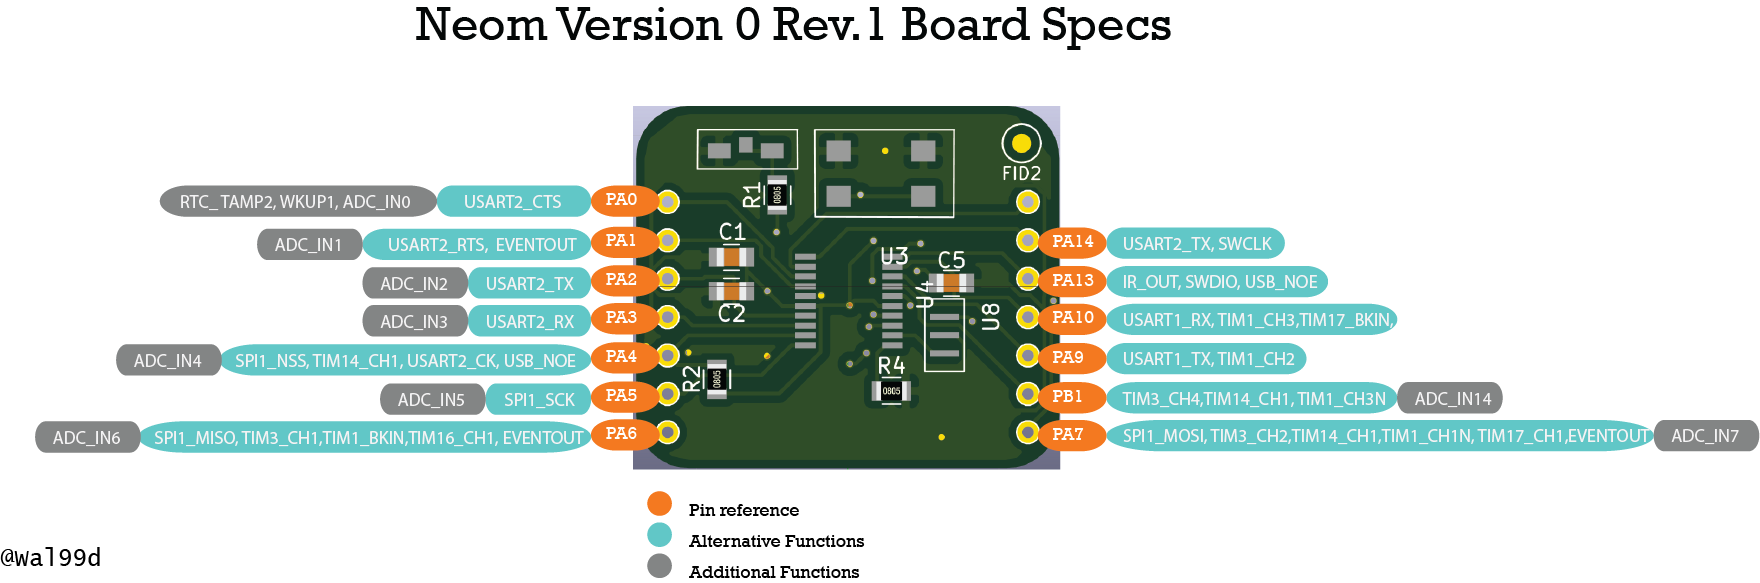 Neom Version 0 Rev.1 Board Specs
FID2
RTC_ TAMP2, WKUP1, ADC_IN0 USART2_CTS PA0
R1 0805
ADC_IN1 USART2_RTS, EVENTOUT PA1
C1
PA14 USART2_TX, SWCLK
U3
C5
ADC_IN2 USART2_TX PA2
PA13 IR_OUT, SWDIO, USB_NOE
U4
C2
U8
ADC_IN3 USART2_RX PA3
PA10 USART1_RX, TIM1_CH3,TIM17_BKIN,
ADC_IN4 SPI1_NSS, TIM14_CH1, USART2_CK, USB_NOE PA4
PA9 USART1_TX, TIM1_CH2
R2 0805
R4
0805
ADC_IN5 SPI1_SCK PA5
PB1 TIM3_CH4,TIM14_CH1, TIM1_CH3N ADC_IN14
ADC_IN6 SPI1_MISO, TIM3_CH1,TIM1_BKIN,TIM16_CH1, EVENTOUT PA6
PA7 SPI1_MOSI, TIM3_CH2,TIM14_CH1,TIM1_CH1N, TIM17_CH1,EVENTOUT ADC_IN7
Pin reference
Alternative Functions
Additional Functions
@wal99d